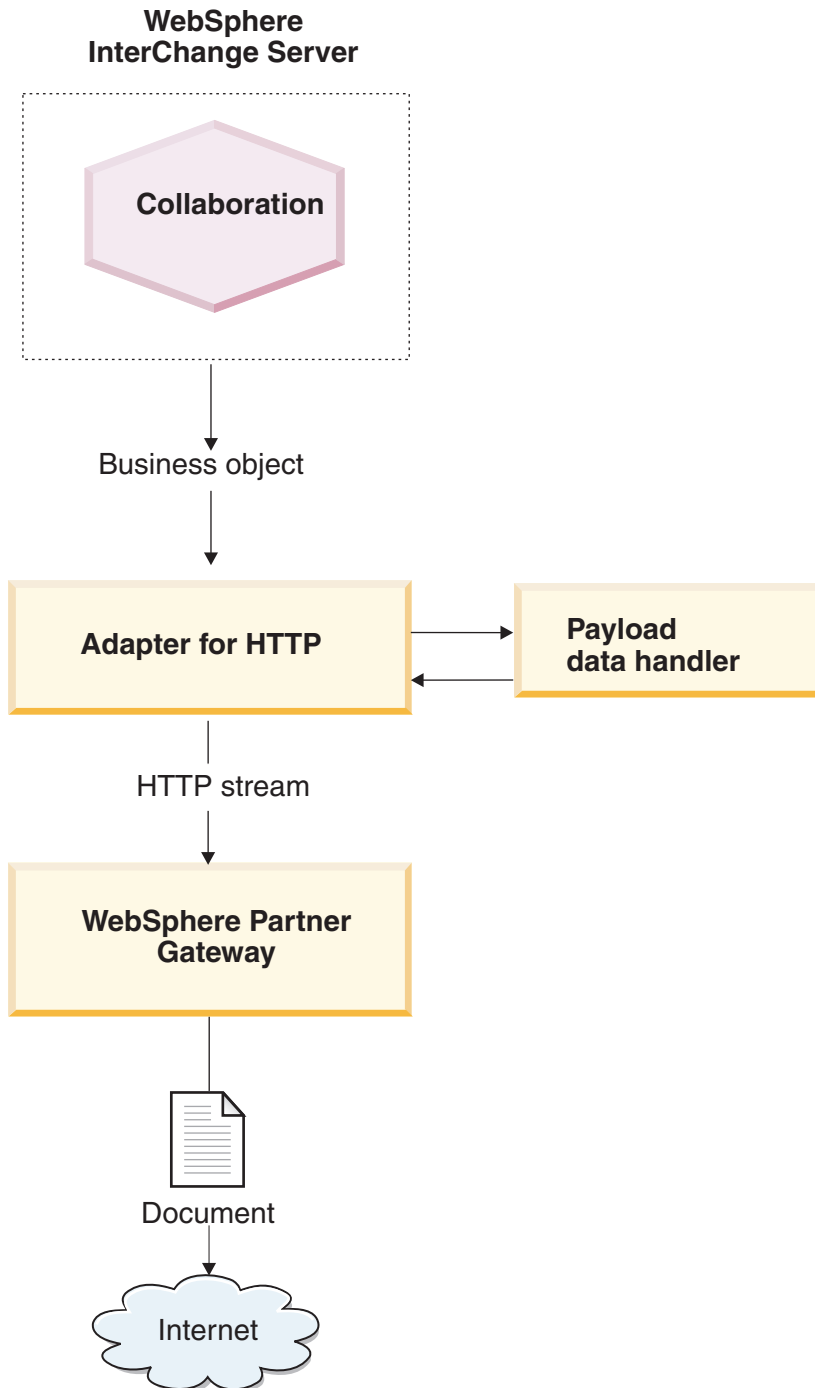 WebSphere
InterChange Server
Collaboration
Business object
Adapter for HTTP
Payload
data handler
HTTP stream
WebSphere Partner
Gateway
Document
Internet